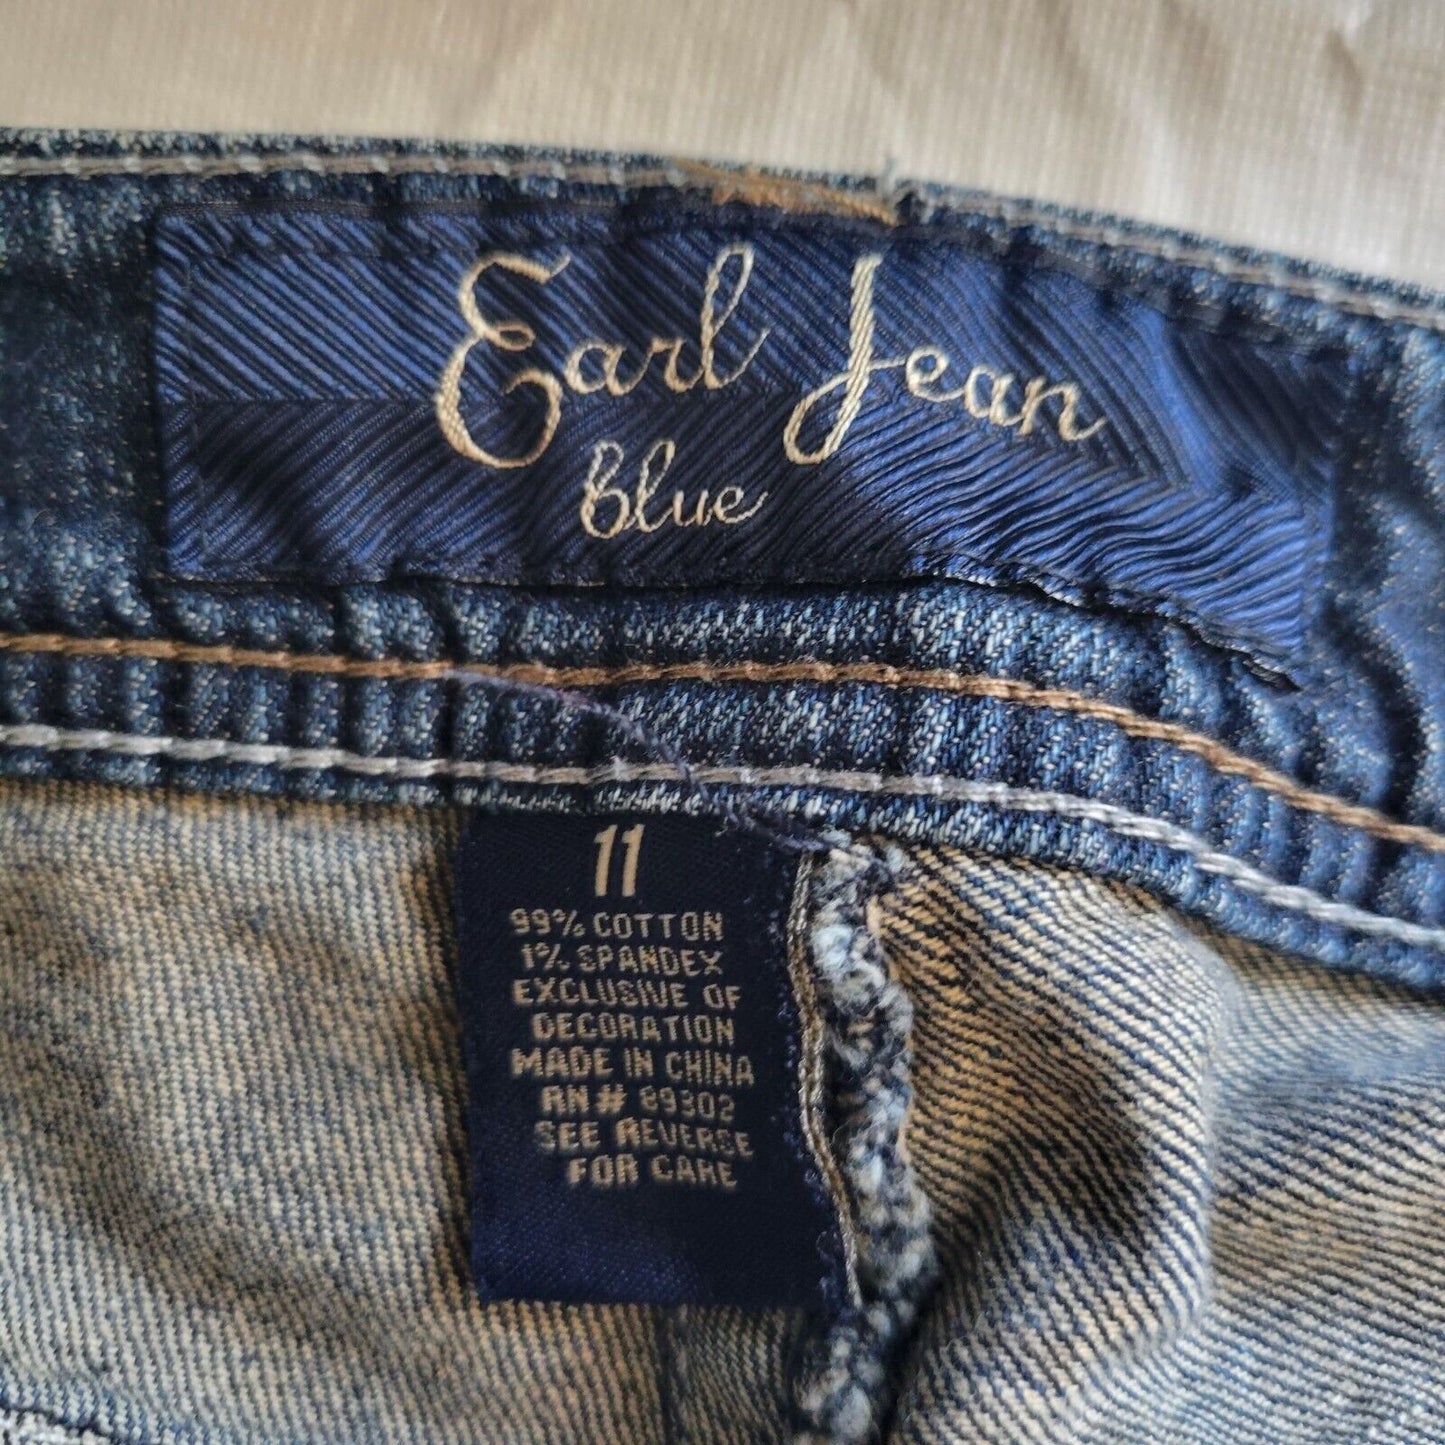 Earl Jean
blue
11
99% COTTON
1% SPANDEX
EXCLUSIVE OF
DECORATION
MADE IN CHINA
RN# 89302
SEE REVERSE
FOR CARE